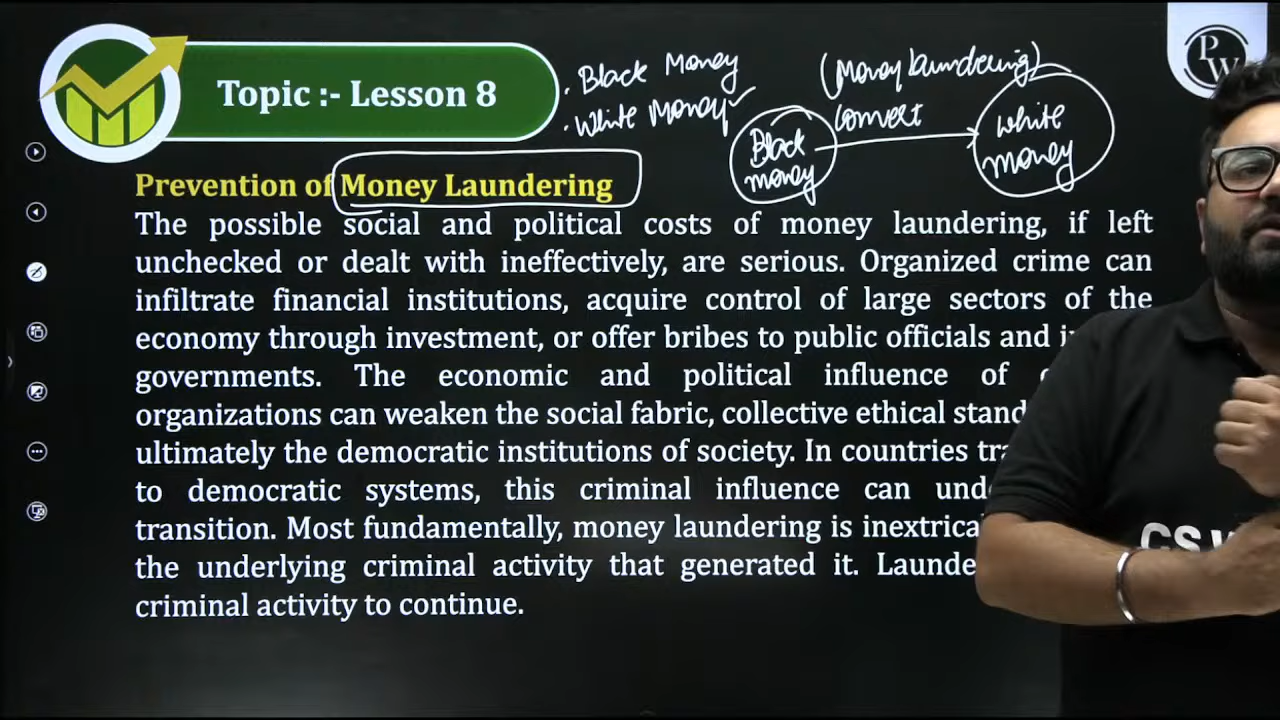 Topic :- Lesson 8
. Black Money
. White Money
(Money laundering)
convert
Black
money
white
money
P
W
Prevention of Money Laundering
The possible social and political costs of money laundering, if left
unchecked or dealt with ineffectively, are serious. Organized crime can
infiltrate financial institutions, acquire control of large sectors of the
economy through investment, or offer bribes to public officials and
governments. The economic and political influence of
organizations can weaken the social fabric, collective ethical
ultimately the democratic institutions of society. In countries
to democratic systems, this criminal influence can
transition. Most fundamentally, money laundering is
the underlying criminal activity that generated it.
criminal activity to continue.
CS